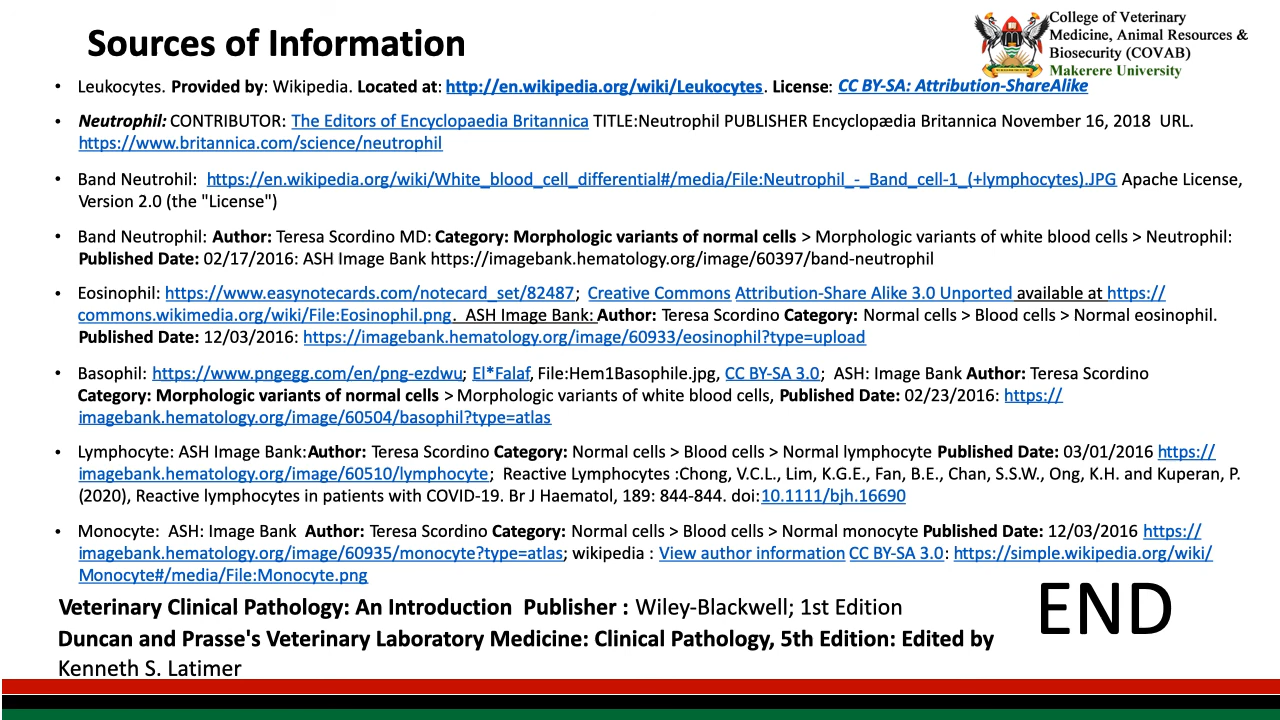 Sources of Information
College of Veterinary
Medicine, Animal Resources &
Biosecurity (COVAB)
Makerere University
• Leukocytes. Provided by: Wikipedia. Located at: http://en.wikipedia.org/wiki/Leukocytes. License: CC BY-SA: Attribution-ShareAlike
• Neutrophil: CONTRIBUTOR: The Editors of Encyclopaedia Britannica TITLE:Neutrophil PUBLISHER Encyclopædia Britannica November 16, 2018 URL.
https://www.britannica.com/science/neutrophil
• Band Neutrohil: https://en.wikipedia.org/wiki/White_blood_cell_differential#/media/File:Neutrophil_-_Band_cell-1_(+lymphocytes).JPG Apache License,
Version 2.0 (the "License")
• Band Neutrophil: Author: Teresa Scordino MD: Category: Morphologic variants of normal cells > Morphologic variants of white blood cells > Neutrophil:
Published Date: 02/17/2016: ASH Image Bank https://imagebank.hematology.org/image/60397/band-neutrophil
• Eosinophil: https://www.easynotecards.com/notecard_set/82487; Creative Commons Attribution-Share Alike 3.0 Unported available at https://
commons.wikimedia.org/wiki/File:Eosinophil.png. ASH Image Bank: Author: Teresa Scordino Category: Normal cells > Blood cells > Normal eosinophil.
Published Date: 12/03/2016: https://imagebank.hematology.org/image/60933/eosinophil?type=upload
• Basophil: https://www.pngegg.com/en/png-ezdwu; El*Falaf, File:Hem1Basophile.jpg, CC BY-SA 3.0; ASH: Image Bank Author: Teresa Scordino
Category: Morphologic variants of normal cells > Morphologic variants of white blood cells, Published Date: 02/23/2016: https://
imagebank.hematology.org/image/60504/basophil?type=atlas
• Lymphocyte: ASH Image Bank:Author: Teresa Scordino Category: Normal cells > Blood cells > Normal lymphocyte Published Date: 03/01/2016 https://
imagebank.hematology.org/image/60510/lymphocyte; Reactive Lymphocytes :Chong, V.C.L., Lim, K.G.E., Fan, B.E., Chan, S.S.W., Ong, K.H. and Kuperan, P.
(2020), Reactive lymphocytes in patients with COVID-19. Br J Haematol, 189: 844-844. doi:10.1111/bjh.16690
• Monocyte: ASH: Image Bank Author: Teresa Scordino Category: Normal cells > Blood cells > Normal monocyte Published Date: 12/03/2016 https://
imagebank.hematology.org/image/60935/monocyte?type=atlas; wikipedia : View author information CC BY-SA 3.0: https://simple.wikipedia.org/wiki/
Monocyte#/media/File:Monocyte.png
Veterinary Clinical Pathology: An Introduction Publisher : Wiley-Blackwell; 1st Edition
END
Duncan and Prasse's Veterinary Laboratory Medicine: Clinical Pathology, 5th Edition: Edited by
Kenneth S. Latimer